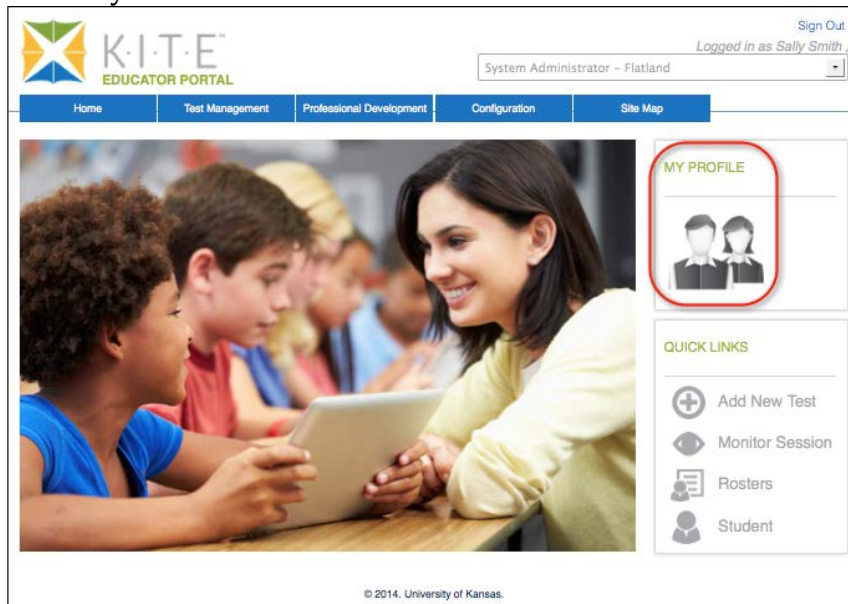 K·I·T·E™
EDUCATOR PORTAL
Sign Out
Logged in as Sally Smith ,
System Administrator – Flatland
Home
Test Management
Professional Development
Configuration
Site Map
MY PROFILE
QUICK LINKS
Add New Test
Monitor Session
Rosters
Student
© 2014. University of Kansas.